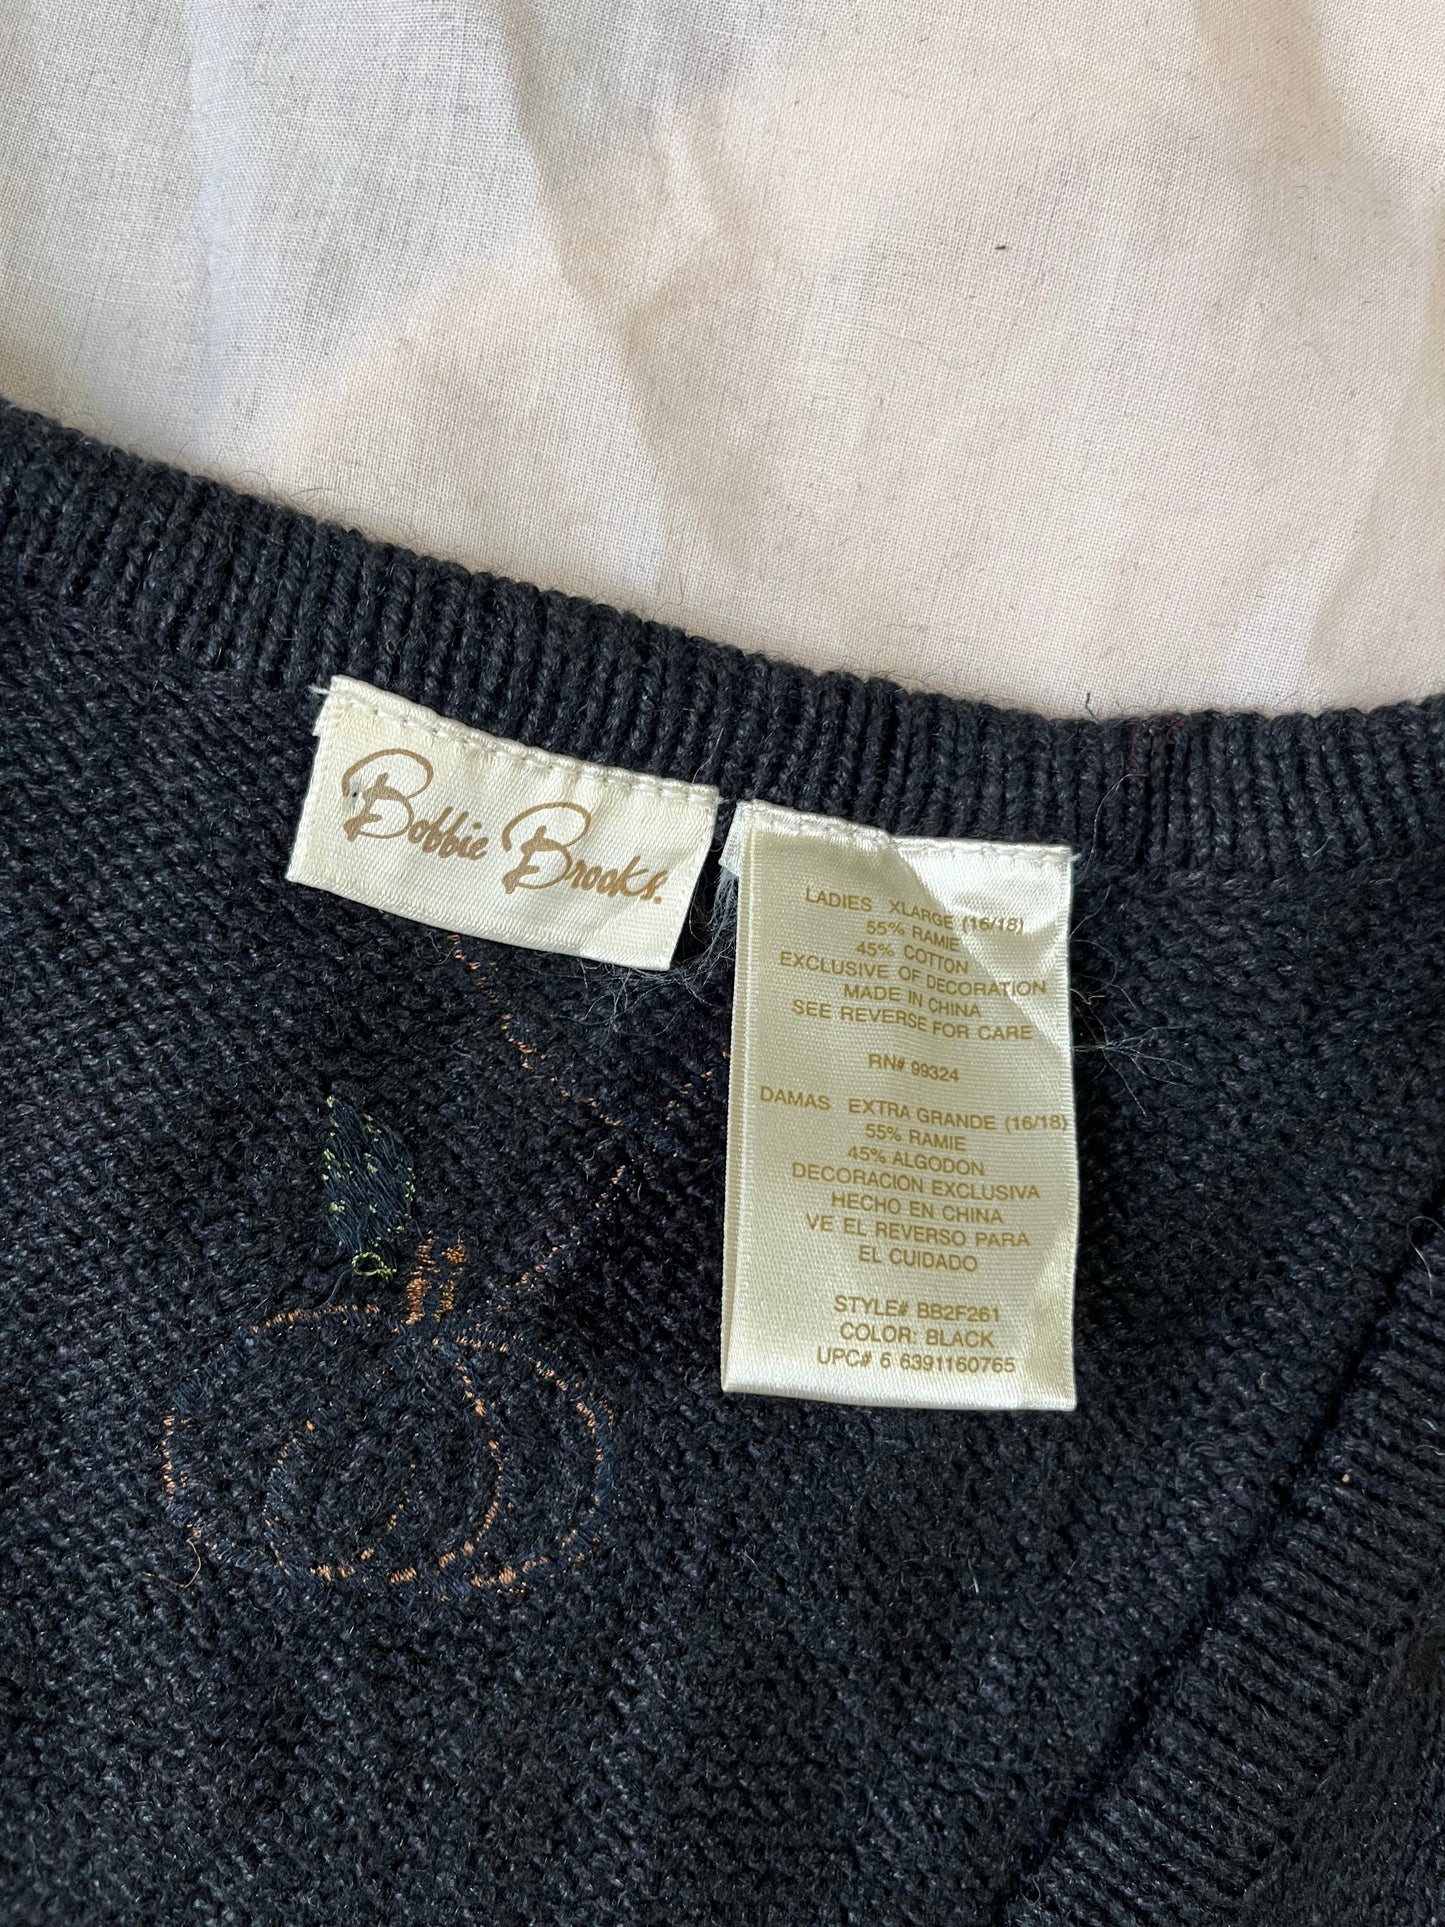 Bobbie Brooks.
LADIES XLARGE (16/18)
55% RAMIE
45% COTTON
EXCLUSIVE OF DECORATION
MADE IN CHINA
SEE REVERSE FOR CARE
RN# 99324
DAMAS EXTRA GRANDE (16/18)
55% RAMIE
45% ALGODON
DECORACION EXCLUSIVA
HECHO EN CHINA
VE EL REVERSO PARA
EL CUIDADO
STYLE# BB2F261
COLOR: BLACK
UPC# 6 6391160765